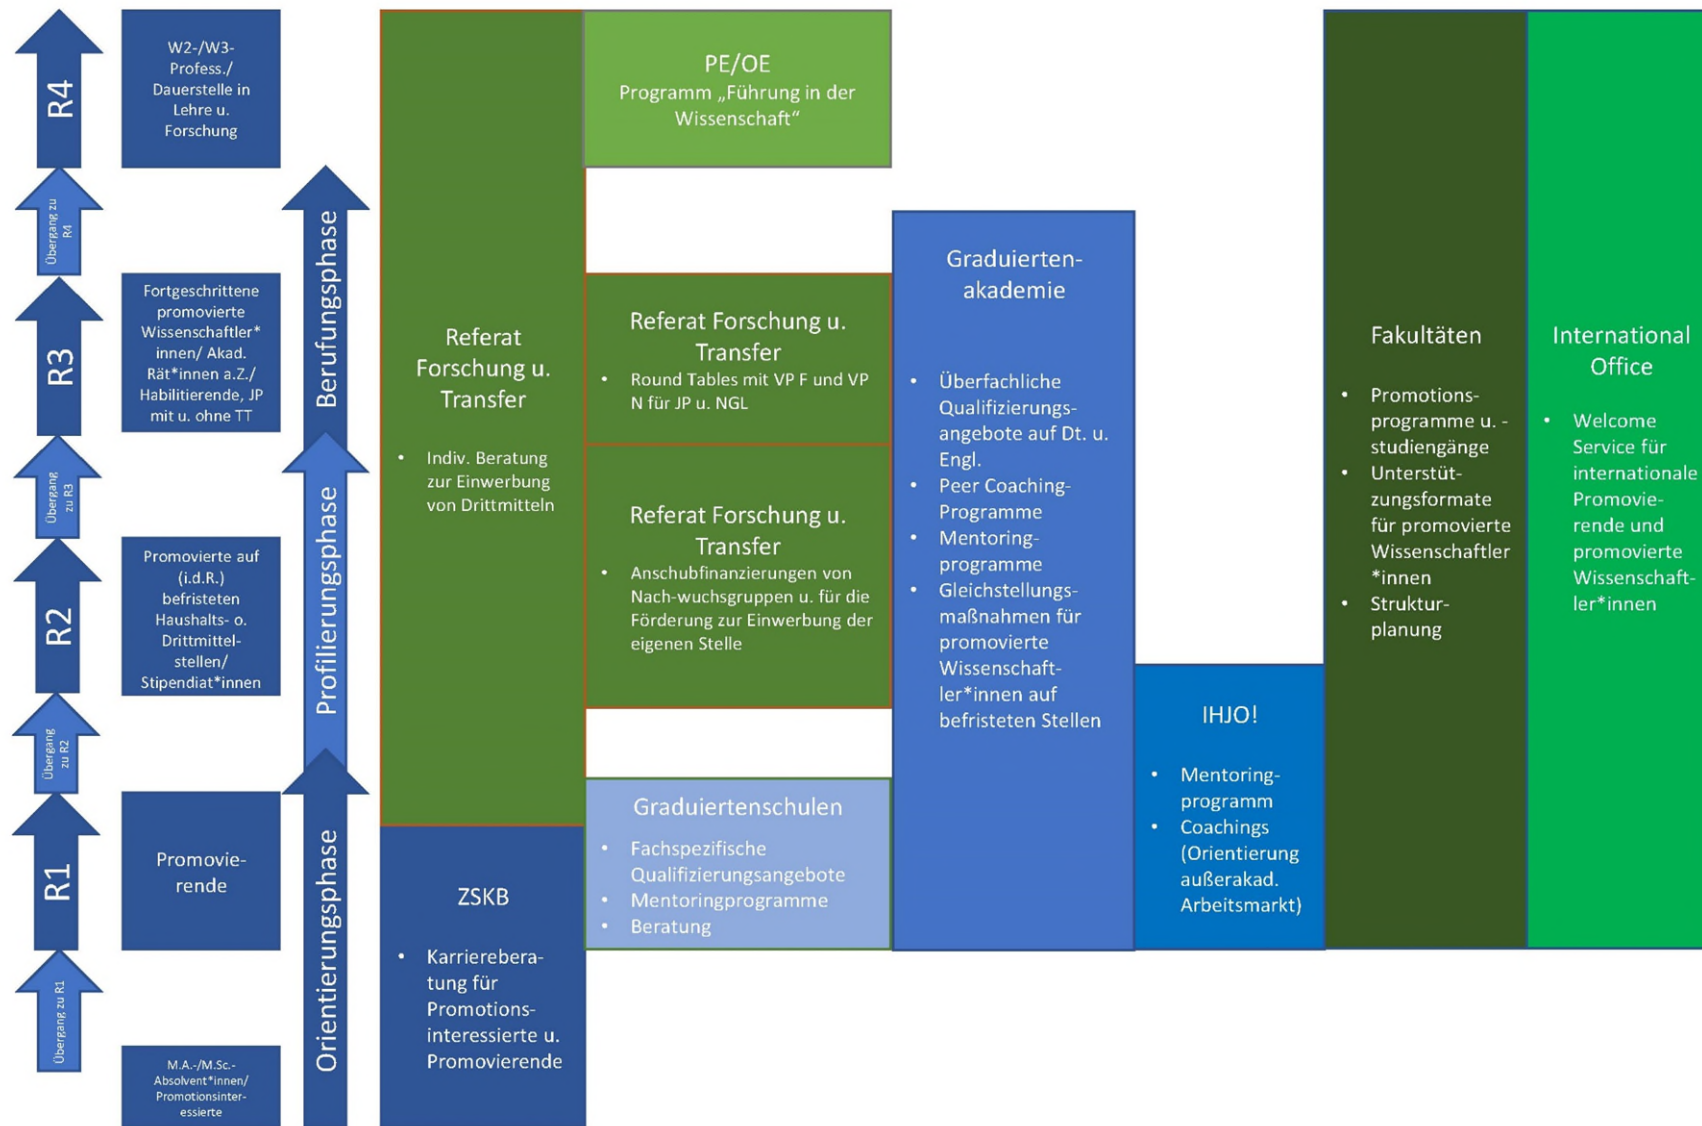 R4
Übergang zu
R4
R3
Übergang
zu R3
R2
Übergang
zu R2
R1
Übergang zu R1
W2-/W3-
Profess./
Dauerstelle in
Lehre u.
Forschung
Fortgeschrittene
promovierte
Wissenschaftler*
innen/ Akad.
Rät*innen a.Z./
Habilitierende, JP
mit u. ohne TT
Promovierte auf
(i.d.R.)
befristeten
Haushalts- o.
Drittmittel-
stellen/
Stipendiat*innen
Promovie-
rende
M.A.-/M.Sc.-
Absolvent*innen/
Promotionsinter-
essierte
Berufungsphase
Profilierungsphase
Orientierungsphase
Referat
Forschung u.
Transfer
• Indiv. Beratung
zur Einwerbung
von Drittmitteln
ZSKB
• Karrierebera-
tung für
Promotions-
interessierte u.
Promovierende
PE/OE
Programm „Führung in der
Wissenschaft“
Referat Forschung u.
Transfer
• Round Tables mit VP F und VP
N für JP u. NGL
Referat Forschung u.
Transfer
• Anschubfinanzierungen von
Nach-wuchsgruppen u. für die
Förderung zur Einwerbung der
eigenen Stelle
Graduiertenschulen
• Fachspezifische
Qualifizierungsangebote
• Mentoringprogramme
• Beratung
Graduierten-
akademie
• Überfachliche
Qualifizierungs-
angebote auf Dt. u.
Engl.
• Peer Coaching-
Programme
• Mentoring-
programme
• Gleichstellungs-
maßnahmen für
promovierte
Wissenschaft-
ler*innen auf
befristeten Stellen
IHJO!
• Mentoring-
programm
• Coachings
(Orientierung
außerakad.
Arbeitsmarkt)
Fakultäten
• Promotions-
programme u. -
studiengänge
• Unterstüt-
zungsformate
für promovierte
Wissenschaftler
*innen
• Struktur-
planung
International
Office
• Welcome
Service für
internationale
Promovie-
rende und
promovierte
Wissenschaft-
ler*innen